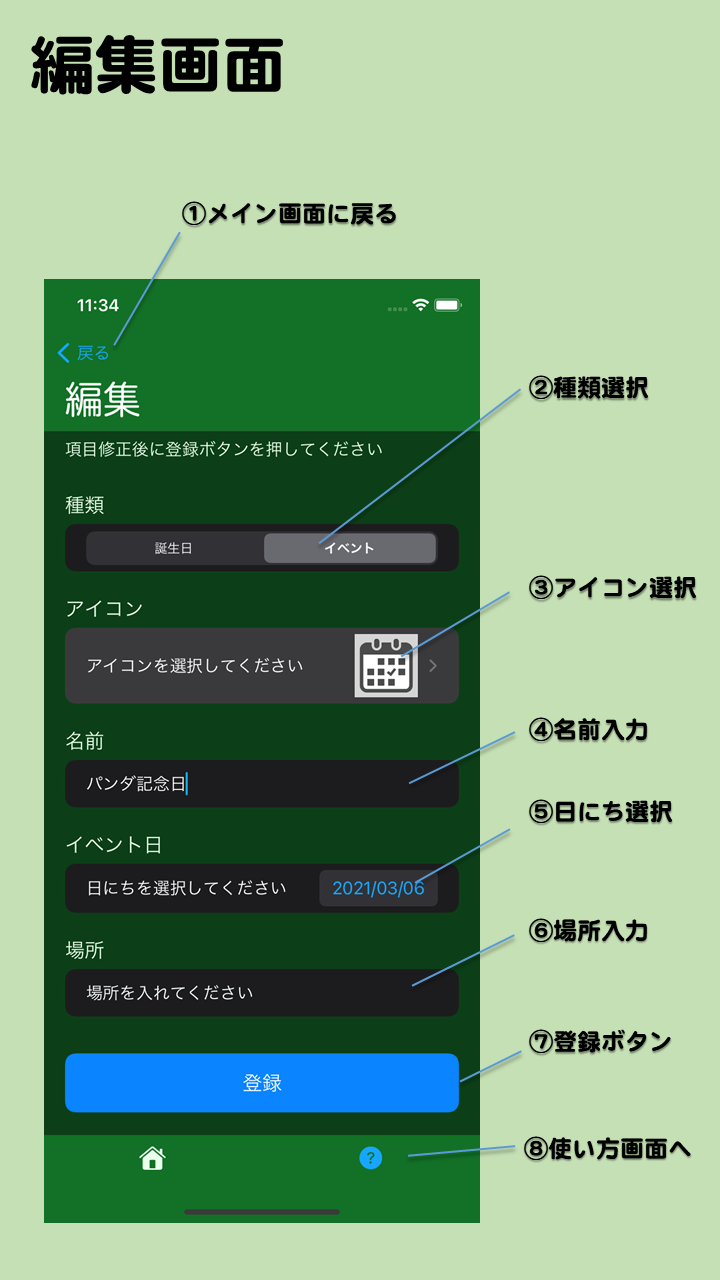 編集画面
①メイン画面に戻る
11:34
戻る
編集
②種類選択
項目修正後に登録ボタンを押してください
種類
誕生日 イベント
アイコン
③アイコン選択
アイコンを選択してください
名前
④名前入力
パンダ記念日
⑤日にち選択
イベント日
日にちを選択してください 2021/03/06
⑥場所入力
場所
場所を入れてください
⑦登録ボタン
登録
⑧使い方画面へ
?